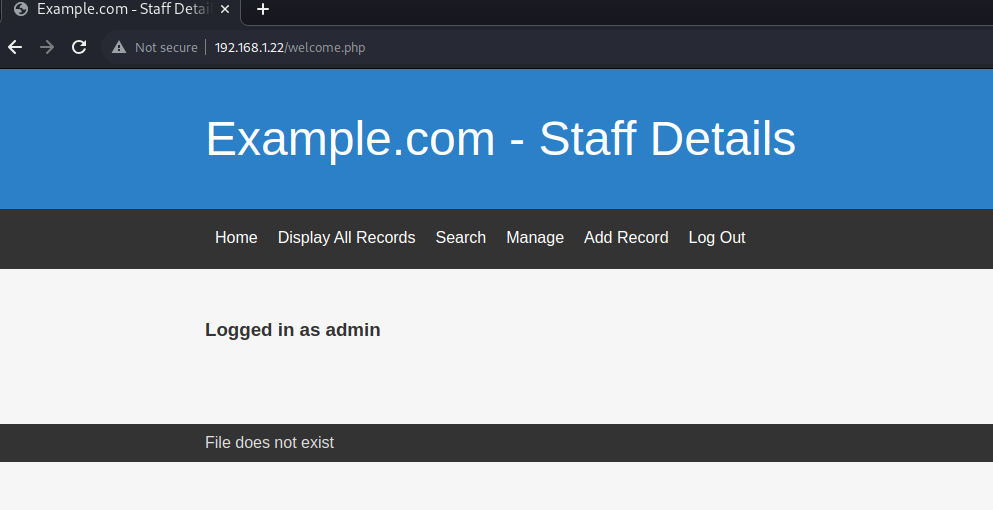 Example.com - Staff Detai
Not secure 192.168.1.22/welcome.php
Example.com - Staff Details
Home Display All Records Search Manage Add Record Log Out
Logged in as admin
File does not exist